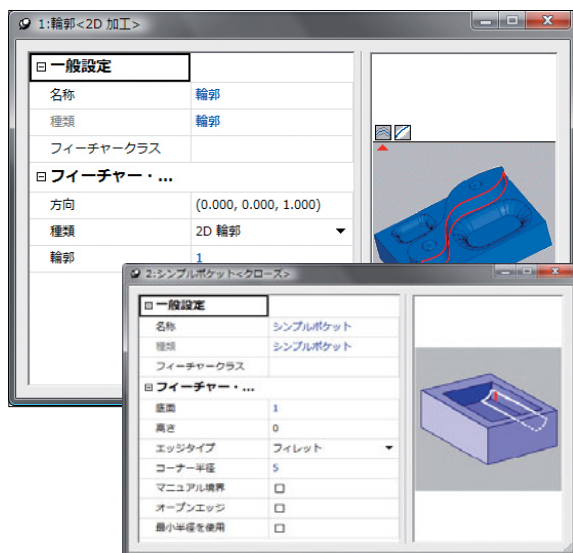 1:輪郭<2D 加工>
一般設定
名称 輪郭
種類 輪郭
フィーチャークラス
フィーチャー・...
方向 (0.000, 0.000, 1.000)
種類 2D 輪郭
輪郭 1
2:シンプルポケット<クローズ>
一般設定
名称 シンプルポケット
種類 シンプルポケット
フィーチャークラス
フィーチャー・...
底面 1
高さ 0
エッジタイプ フィレット
コーナー半径 5
マニュアル境界
オープンエッジ
最小半径を使用